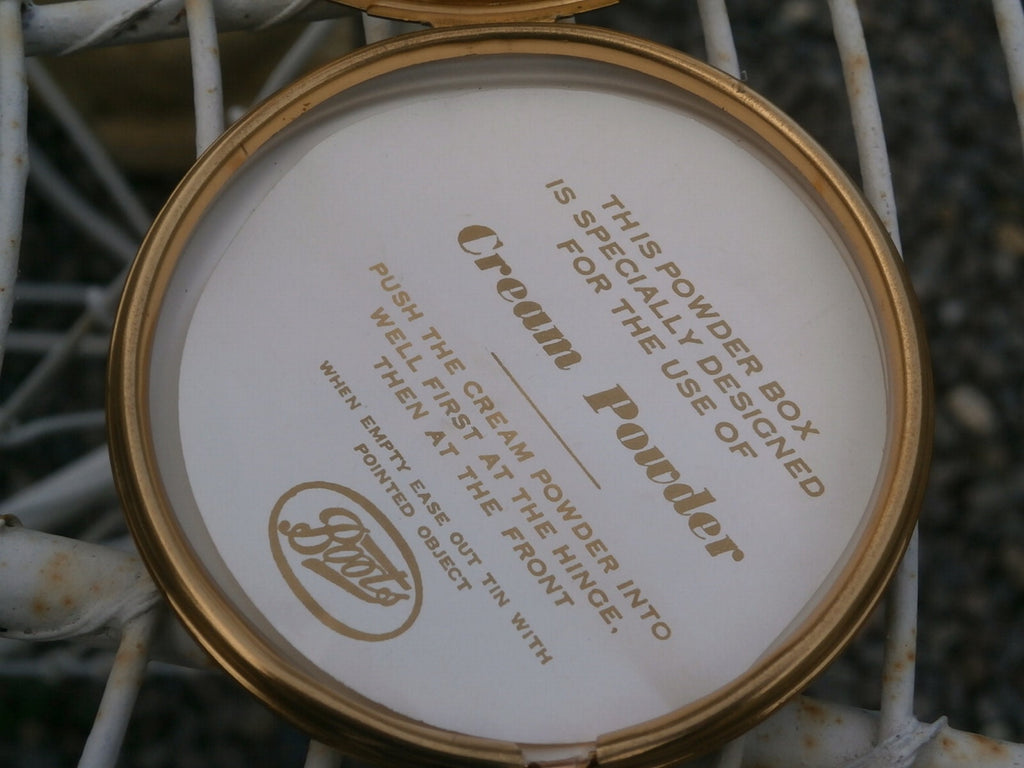 THIS POWDER BOX
IS SPECIALLY DESIGNED
FOR THE USE OF
Cream Powder
PUSH THE CREAM POWDER INTO
WELL FIRST AT THE HINGE,
THEN AT THE FRONT
WHEN EMPTY EASE OUT TIN WITH
POINTED OBJECT
Boots